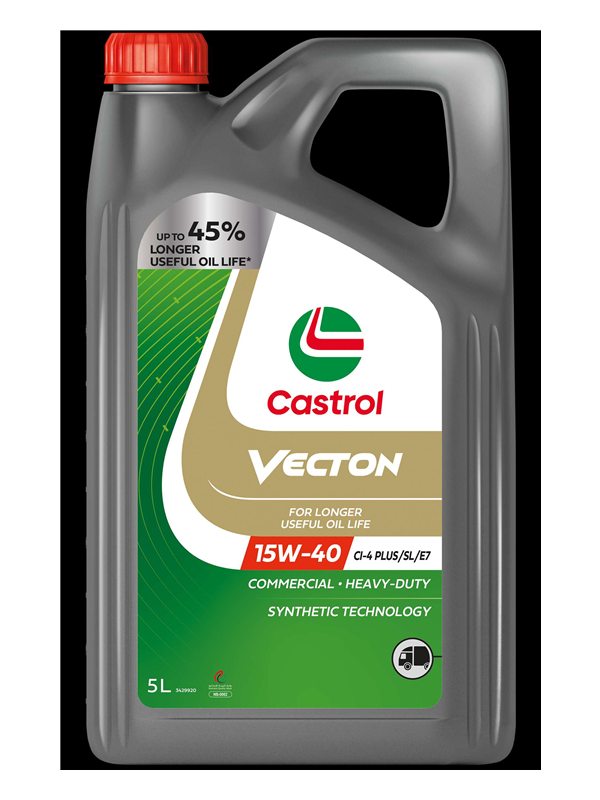 UP TO 45%
LONGER
USEFUL OIL LIFE*
Castrol
VECTON
FOR LONGER
USEFUL OIL LIFE
15W-40 CI-4 PLUS/SL/E7
COMMERCIAL • HEAVY-DUTY
SYNTHETIC TECHNOLOGY
5L 3429920